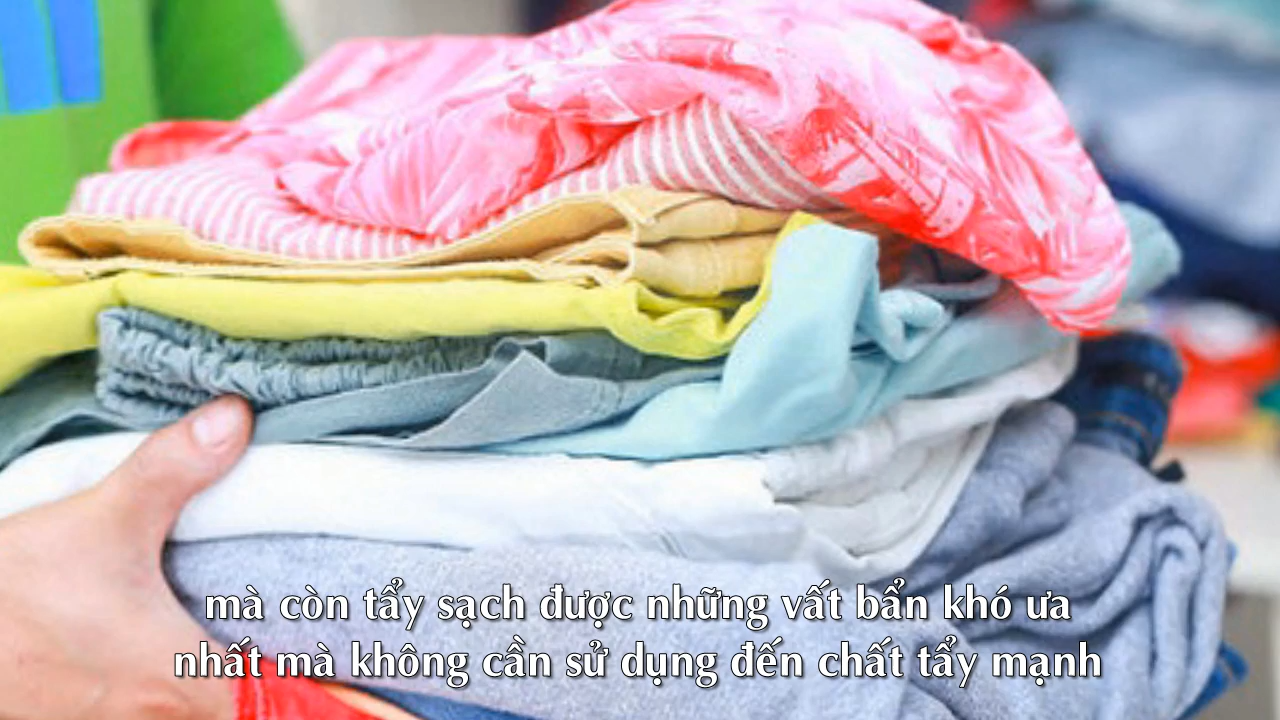 mà còn tẩy sạch được những vất bẩn khó ưa
nhất mà không cần sử dụng đến chất tẩy mạnh